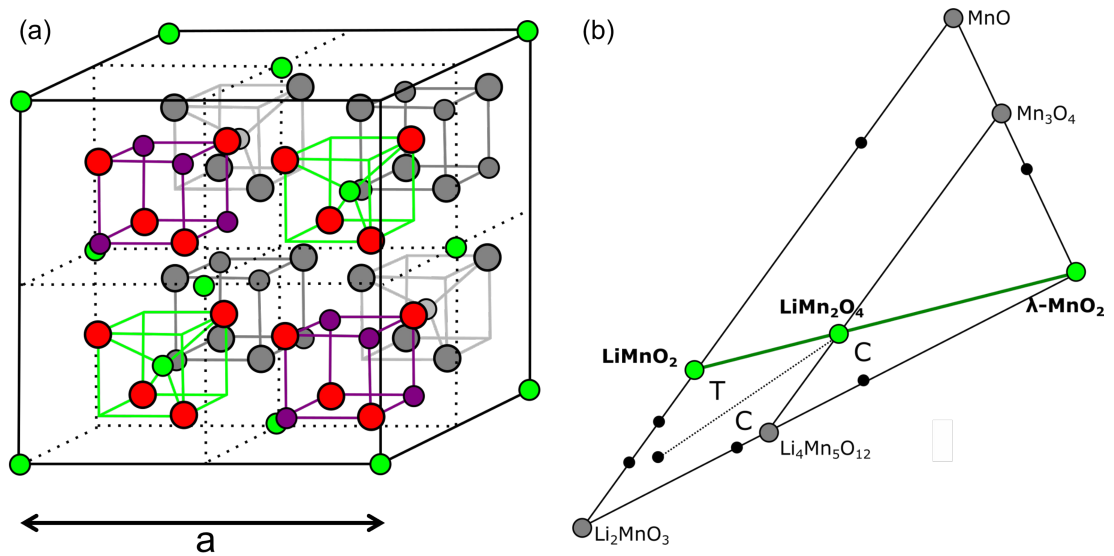 (a)
a
(b)
MnO
Mn₃O₄
λ-MnO₂
LiMn₂O₄
LiMnO₂
C
T
C
Li₄Mn₅O₁₂
Li₂MnO₃